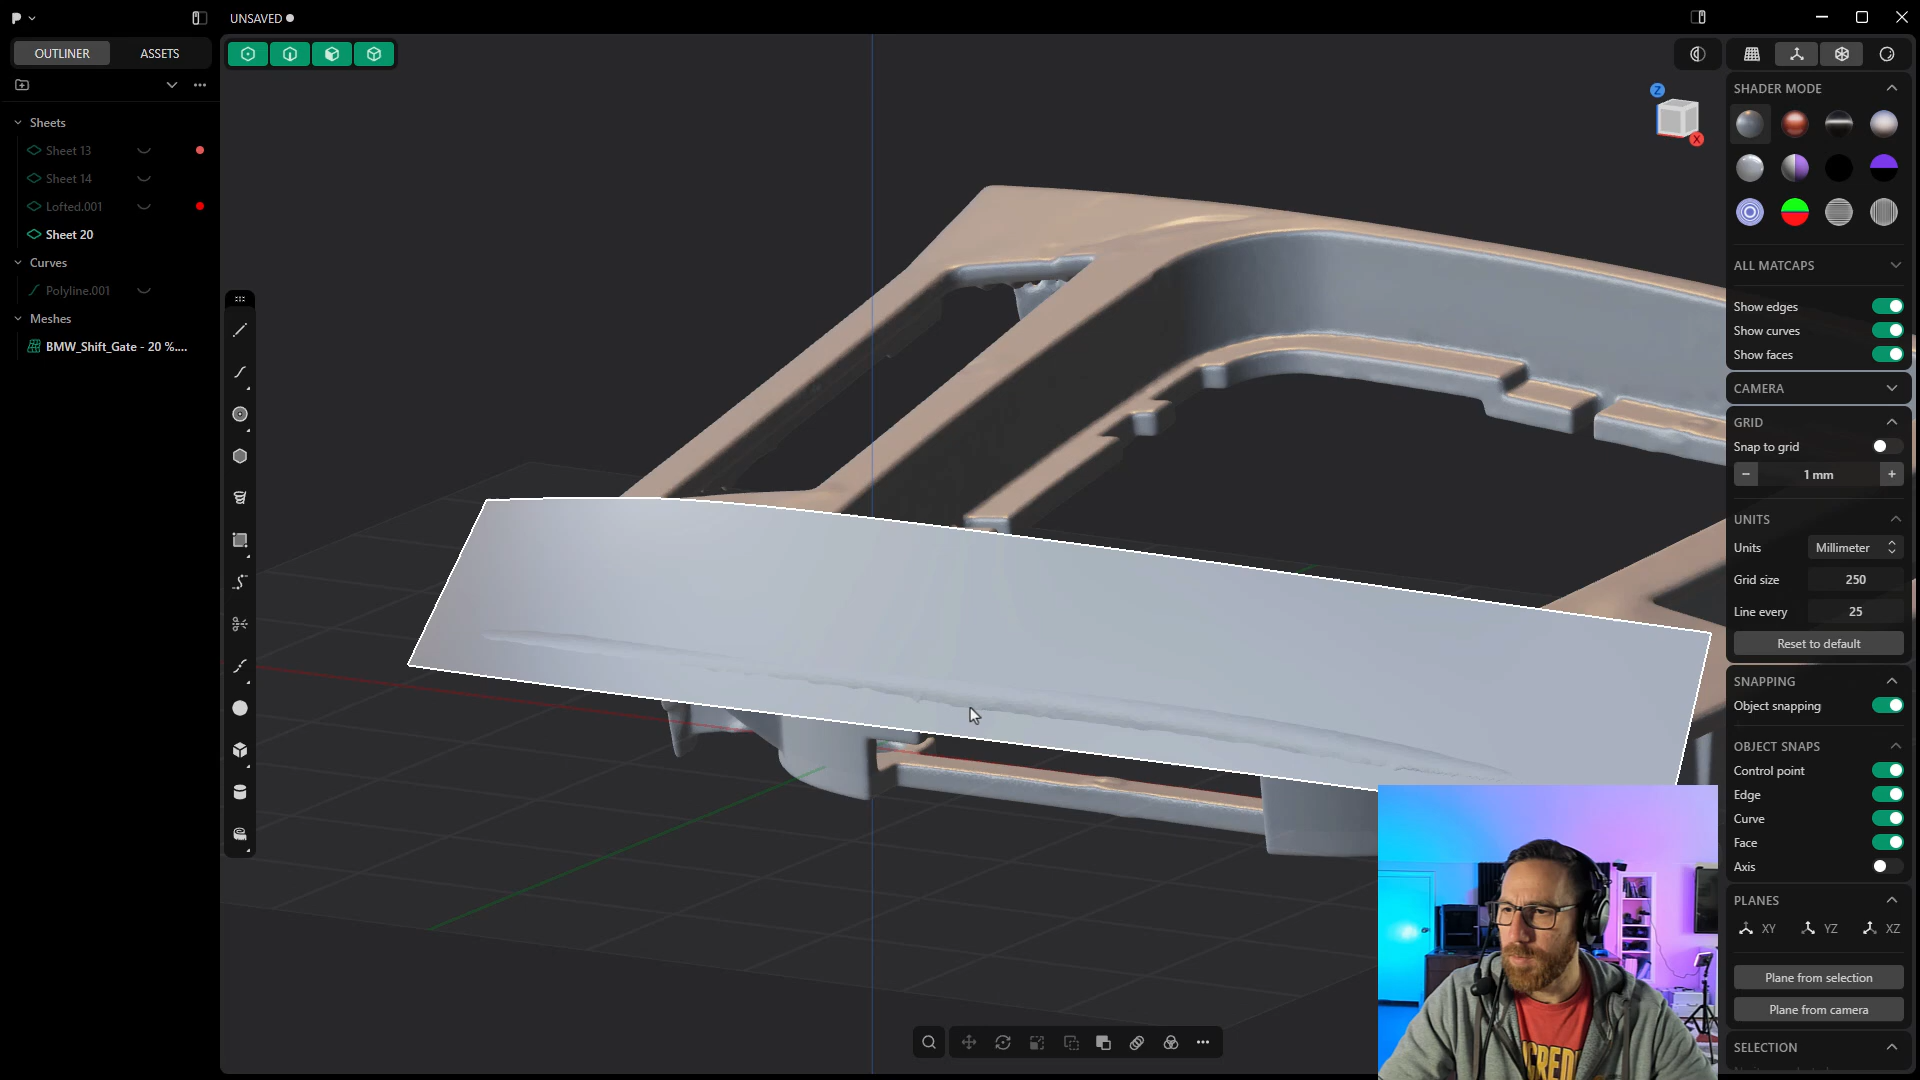 UNSAVED
OUTLINER
ASSETS
Sheets
Sheet 13
Sheet 14
Lofted.001
Sheet 20
Curves
Polyline.001
Meshes
BMW_Shift_Gate - 20 %....
Z
X
SHADER MODE
ALL MATCAPS
Show edges
Show curves
Show faces
CAMERA
GRID
Snap to grid
1 mm
UNITS
Units Millimeter
Grid size 250
Line every 25
Reset to default
SNAPPING
Object snapping
OBJECT SNAPS
Control point
Edge
Curve
Face
Axis
PLANES
XY YZ XZ
Plane from selection
Plane from camera
SELECTION